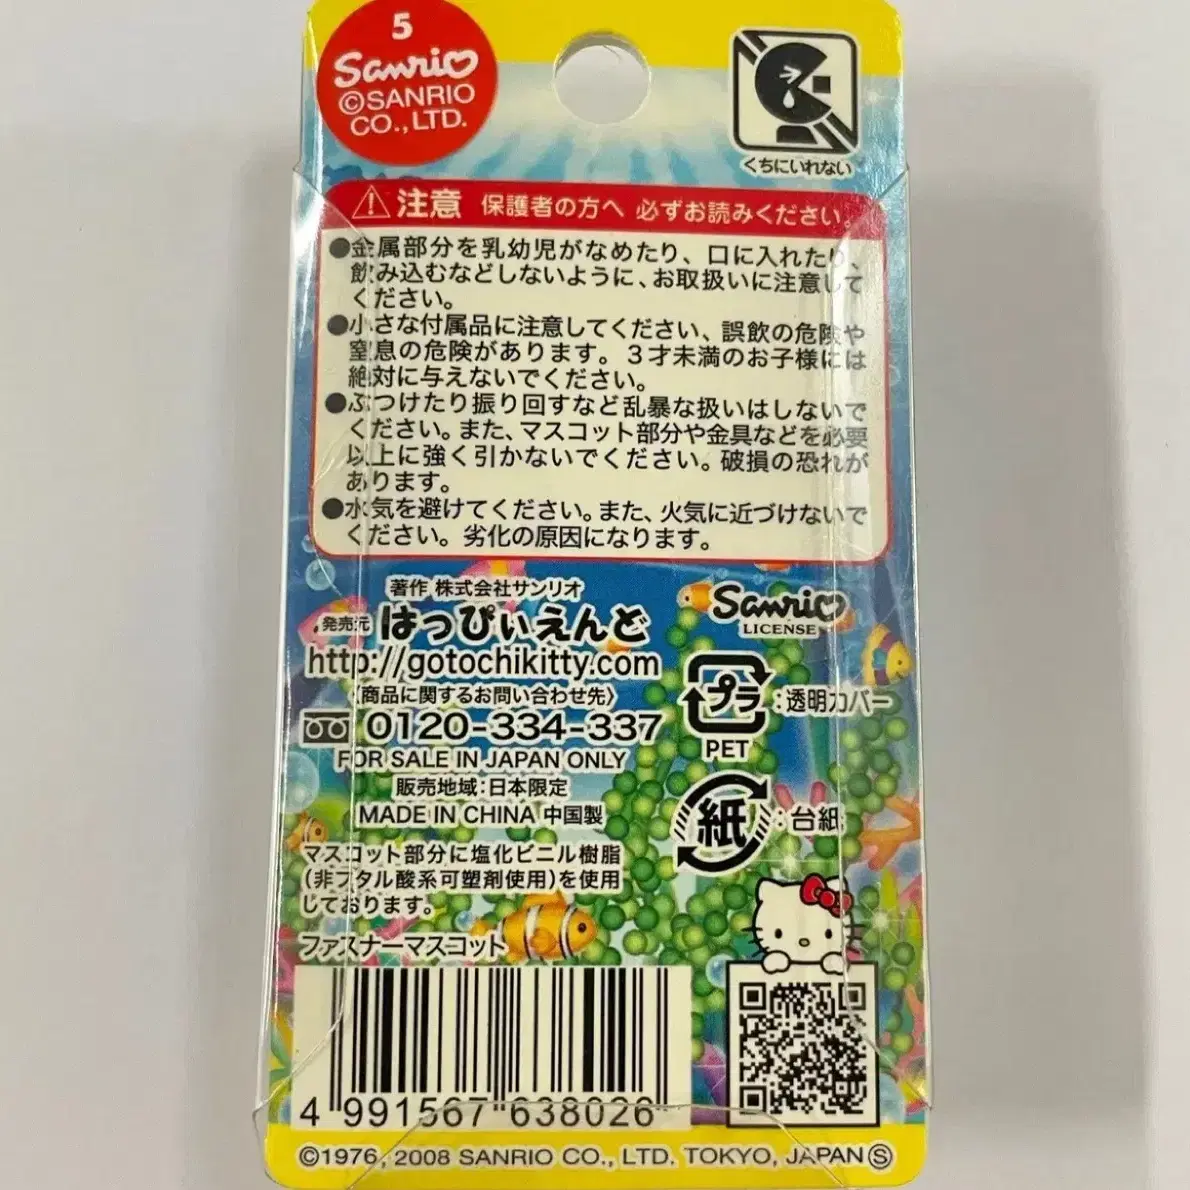 5
Sanrio
©SANRIO
CO.,LTD.
くちにいれない
注意 保護者の方へ 必ずお読みください。
●金属部分を乳幼児がなめたり、口に入れたり、
飲み込むなどしないように、お取扱いに注意して
ください。
●小さな付属品に注意してください、誤飲の危険や
窒息の危険があります。3才未満のお子様には
絶対に与えないでください。
●ぶつけたり振り回すなど乱暴な扱いはしないで
ください。また、マスコット部分や金具などを必要
以上に強く引かないでください。破損の恐れが
あります。
●水気を避けてください。また、火気に近づけないで
ください。劣化の原因になります。
著作 株式会社サンリオ
発売元 はっぴぃえんど
http://gotochikitty.com
〈商品に関するお問い合わせ先〉
0120-334-337
FOR SALE IN JAPAN ONLY
販売地域:日本限定
MADE IN CHINA 中国製
Sanrio
LICENSE
プラ :透明カバー
PET
紙 :台紙
マスコット部分に塩化ビニル樹脂
(非フタル酸系可塑剤使用)を使用
しております。
ファスナーマスコット
4 991567 638026
©1976, 2008 SANRIO CO., LTD. TOKYO, JAPAN Ⓢ